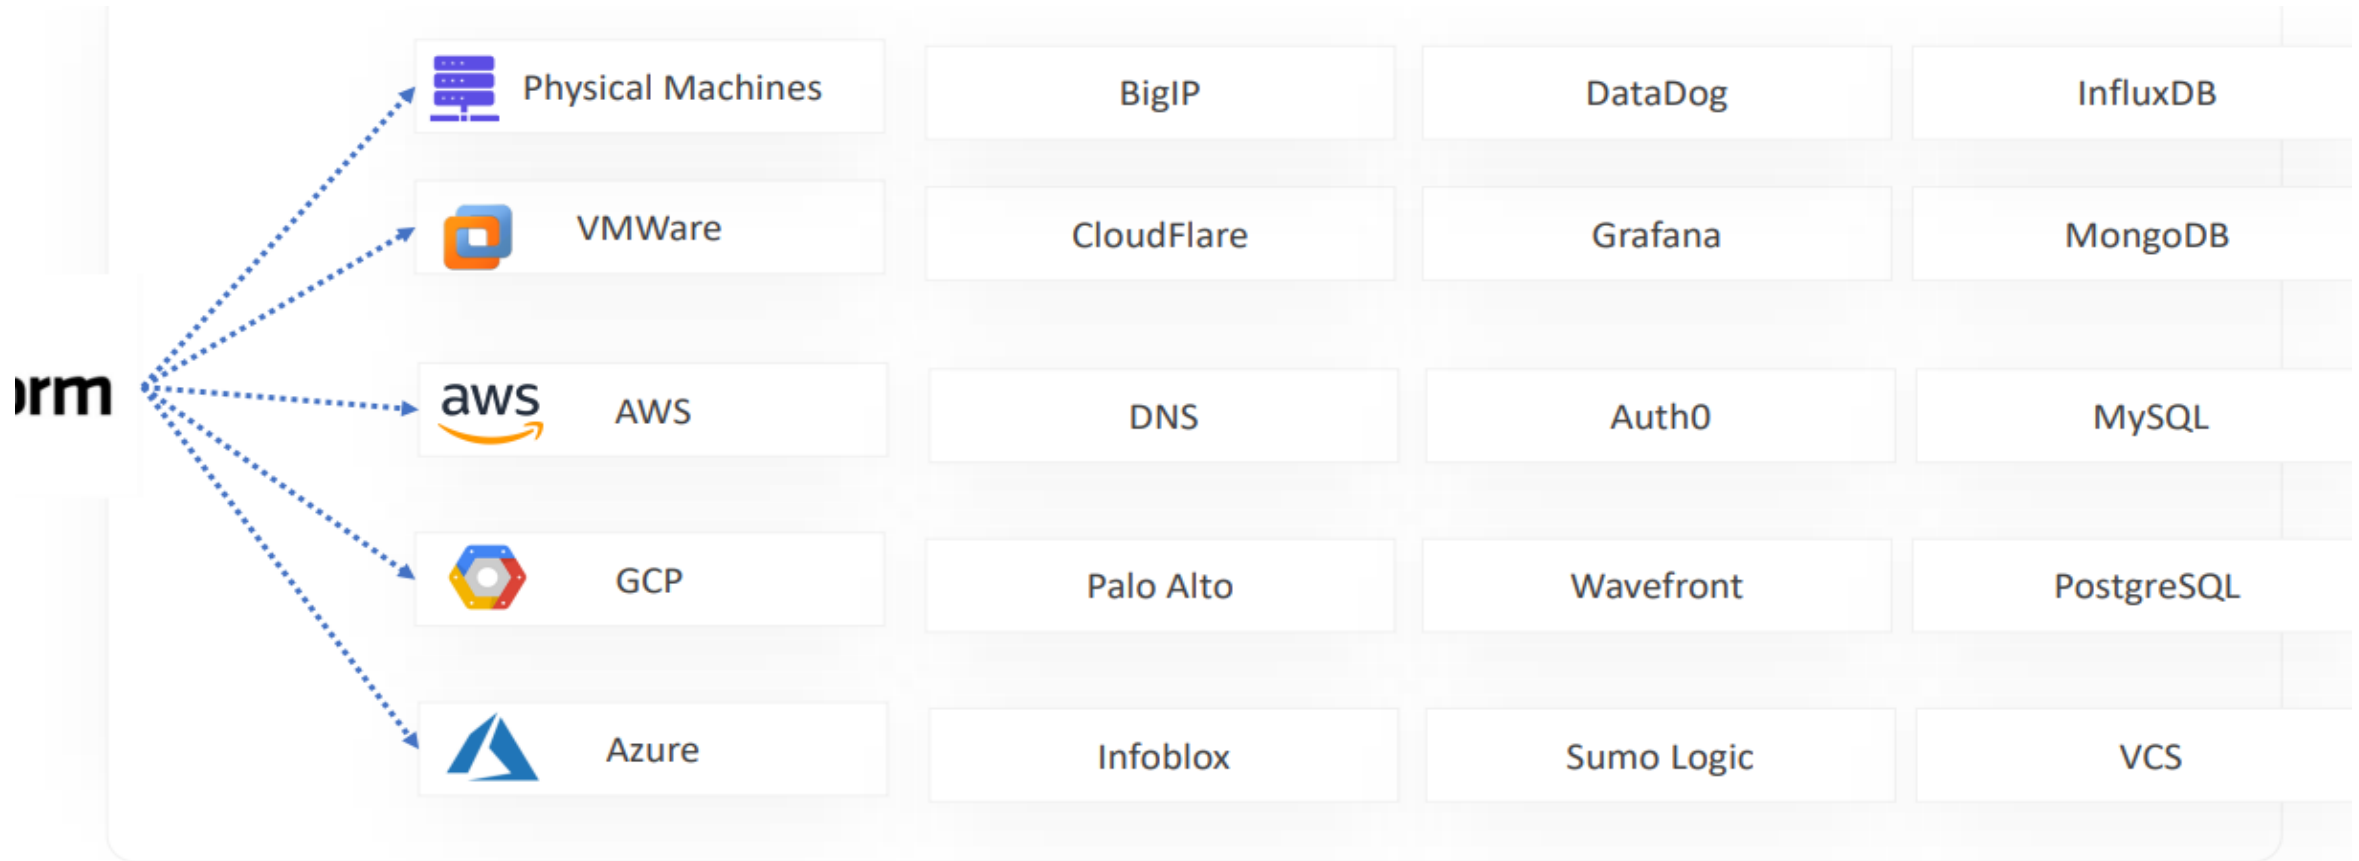 Physical Machines
BigIP
DataDog
InfluxDB
VMWare
CloudFlare
Grafana
MongoDB
aws
AWS
DNS
Auth0
MySQL
GCP
Palo Alto
Wavefront
PostgreSQL
Azure
Infoblox
Sumo Logic
VCS